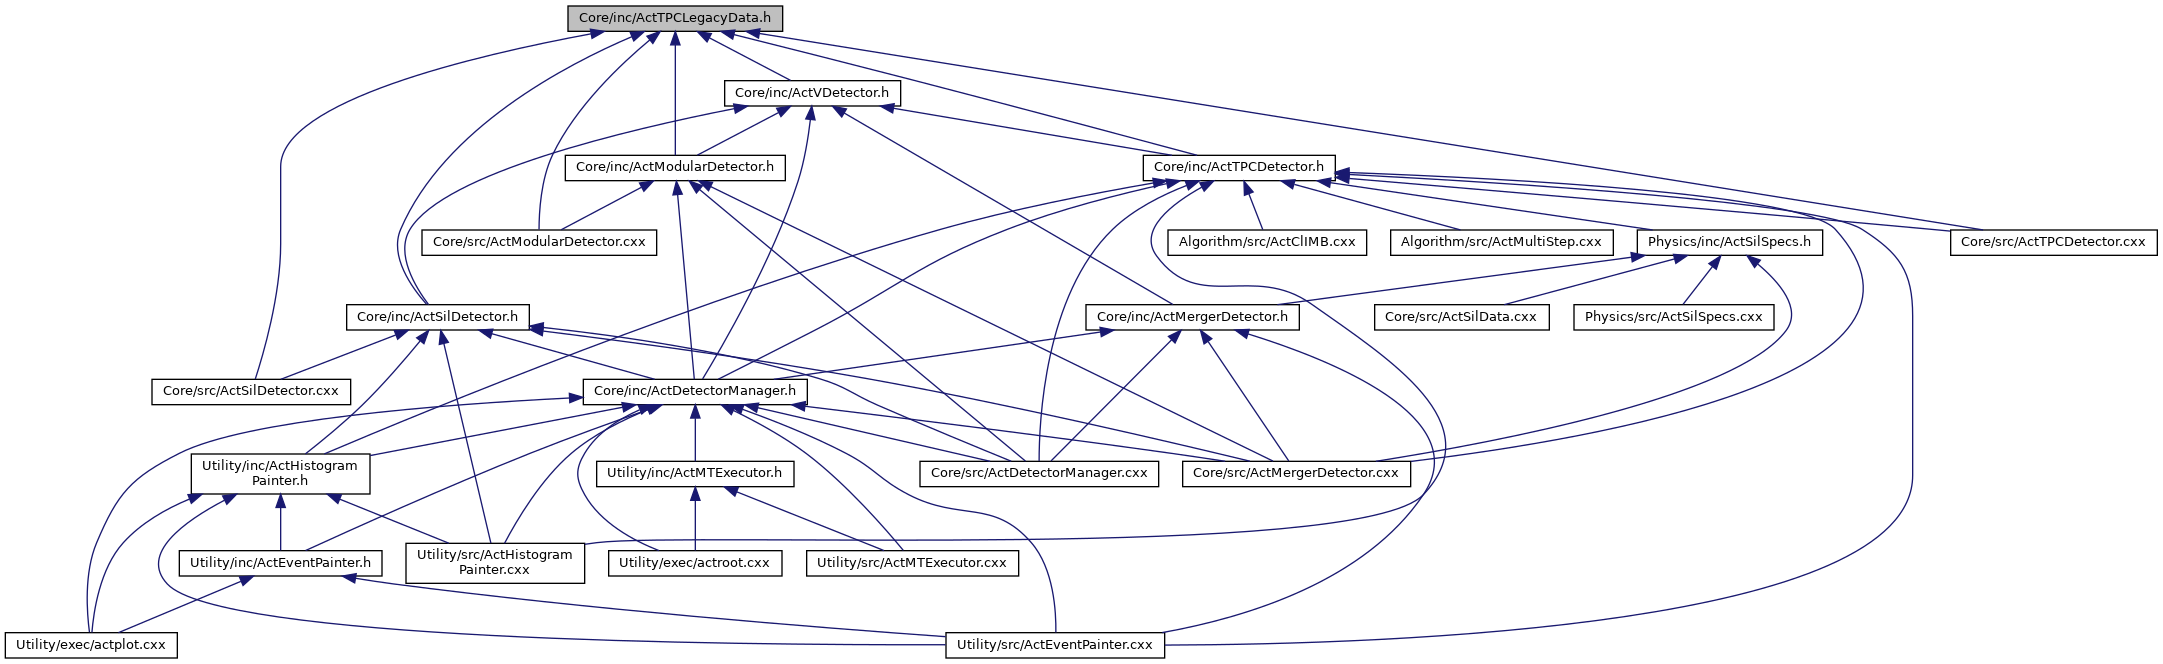 Core/inc/ActTPCLegacyData.h
Core/inc/ActVDetector.h
Core/inc/ActModularDetector.h
Core/inc/ActTPCDetector.h
Core/src/ActModularDetector.cxx
Algorithm/src/ActClIMB.cxx
Algorithm/src/ActMultiStep.cxx
Physics/inc/ActSilSpecs.h
Core/src/ActTPCDetector.cxx
Core/inc/ActSilDetector.h
Core/inc/ActMergerDetector.h
Core/src/ActSilData.cxx
Physics/src/ActSilSpecs.cxx
Core/src/ActSilDetector.cxx
Core/inc/ActDetectorManager.h
Utility/inc/ActHistogram
Painter.h
Utility/inc/ActMTExecutor.h
Core/src/ActDetectorManager.cxx
Core/src/ActMergerDetector.cxx
Utility/inc/ActEventPainter.h
Utility/src/ActHistogram
Painter.cxx
Utility/exec/actroot.cxx
Utility/src/ActMTExecutor.cxx
Utility/exec/actplot.cxx
Utility/src/ActEventPainter.cxx